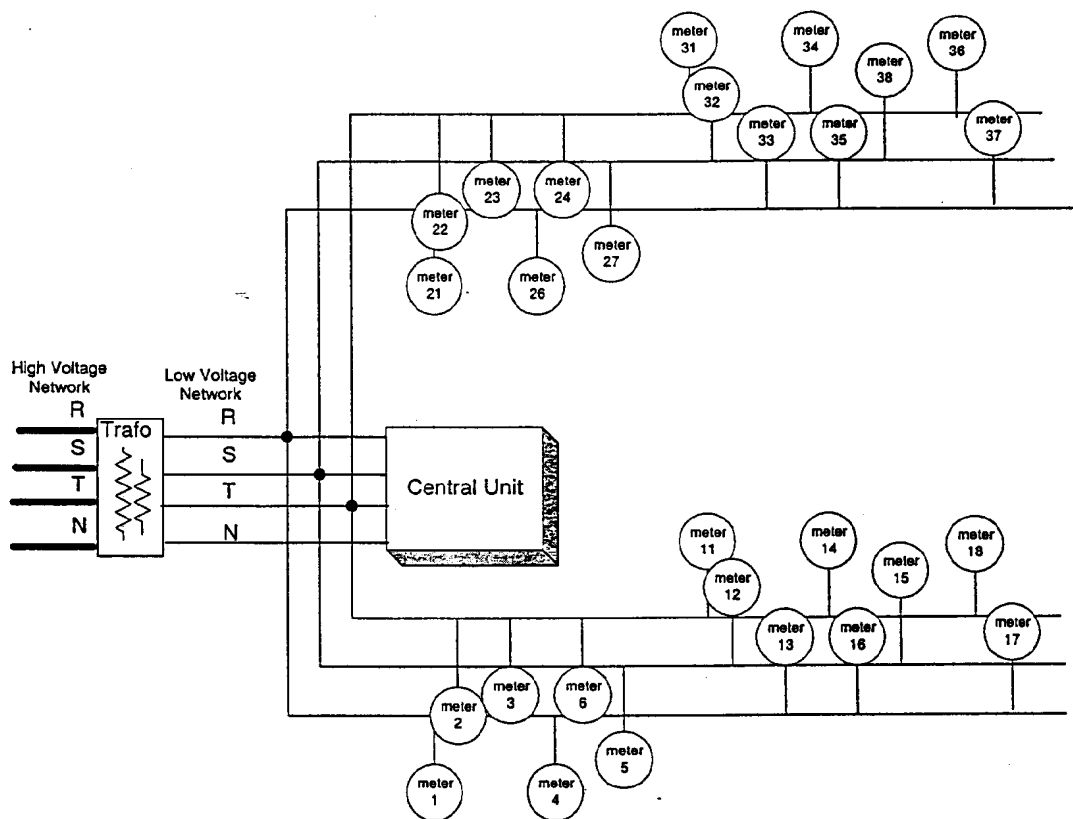 meter
31
meter
34
meter
36
meter
38
meter
32
meter
33
meter
35
meter
37
meter
23
meter
24
meter
22
meter
27
meter
21
meter
26
High Voltage
Network
Low Voltage
Network
R
S
T
N
Trafo
R
S
T
N
Central Unit
meter
11
meter
14
meter
18
meter
15
meter
12
meter
13
meter
16
meter
17
meter
3
meter
6
meter
2
meter
5
meter
1
meter
4